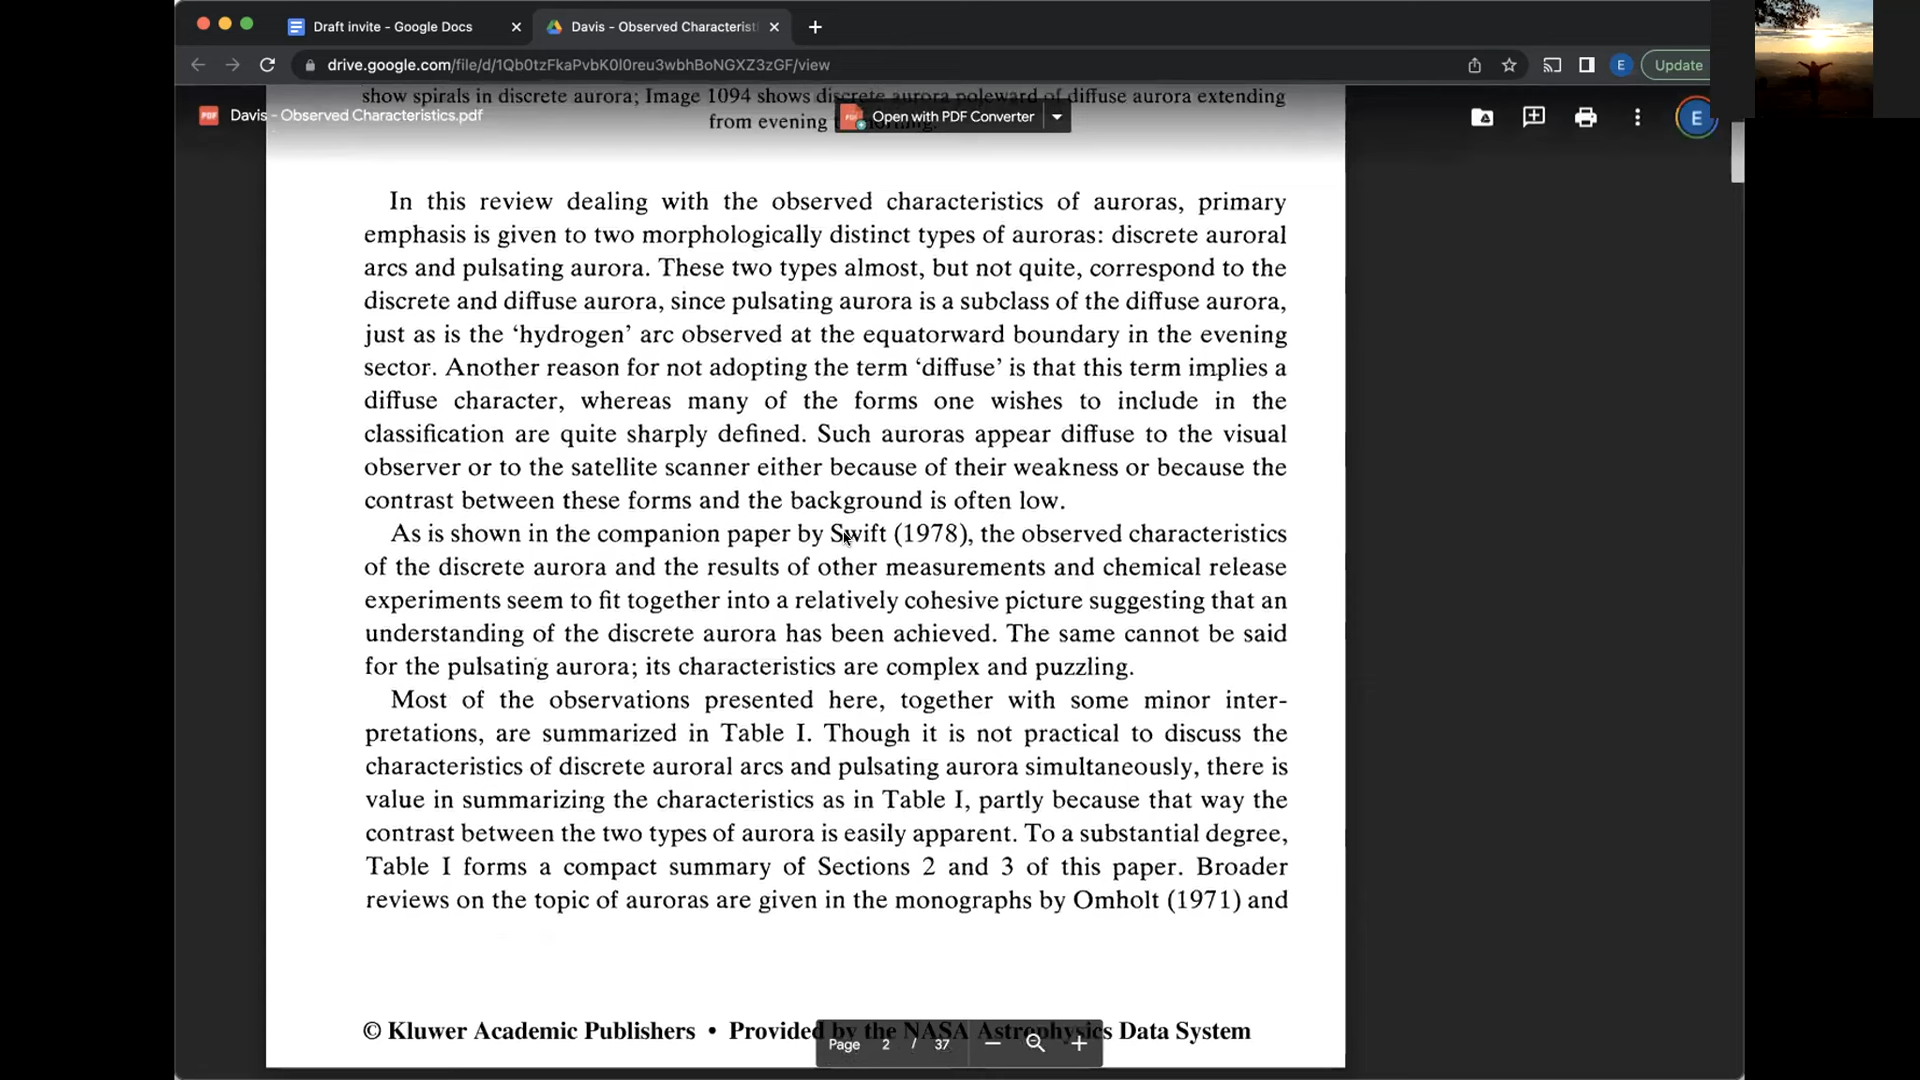 Draft invite - Google Docs
Davis - Observed Characterist
drive.google.com/file/d/1Qb0tzFkaPvbK0l0reu3wbhBoNGXZ3zGF/view
E
Update
show spirals in discrete aurora; Image 1094 shows discrete aurora poleward of diffuse aurora extending
from evening
PDF
Davis - Observed Characteristics.pdf
Open with PDF Converter
E
In this review dealing with the observed characteristics of auroras, primary
emphasis is given to two morphologically distinct types of auroras: discrete auroral
arcs and pulsating aurora. These two types almost, but not quite, correspond to the
discrete and diffuse aurora, since pulsating aurora is a subclass of the diffuse aurora,
just as is the ‘hydrogen’ arc observed at the equatorward boundary in the evening
sector. Another reason for not adopting the term ‘diffuse’ is that this term implies a
diffuse character, whereas many of the forms one wishes to include in the
classification are quite sharply defined. Such auroras appear diffuse to the visual
observer or to the satellite scanner either because of their weakness or because the
contrast between these forms and the background is often low.
As is shown in the companion paper by Swift (1978), the observed characteristics
of the discrete aurora and the results of other measurements and chemical release
experiments seem to fit together into a relatively cohesive picture suggesting that an
understanding of the discrete aurora has been achieved. The same cannot be said
for the pulsating aurora; its characteristics are complex and puzzling.
Most of the observations presented here, together with some minor inter-
pretations, are summarized in Table I. Though it is not practical to discuss the
characteristics of discrete auroral arcs and pulsating aurora simultaneously, there is
value in summarizing the characteristics as in Table I, partly because that way the
contrast between the two types of aurora is easily apparent. To a substantial degree,
Table I forms a compact summary of Sections 2 and 3 of this paper. Broader
reviews on the topic of auroras are given in the monographs by Omholt (1971) and
© Kluwer Academic Publishers • Provided by the NASA Astrophysics Data System
Page 2 / 37